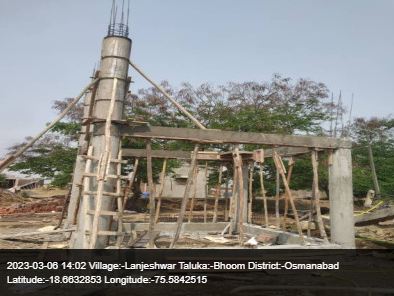 2023-03-06 14:02 Village:-Lanjeshwar Taluka:-Bhoom District:-Osmanabad
Latitude:-18.6632853 Longitude:-75.5842515